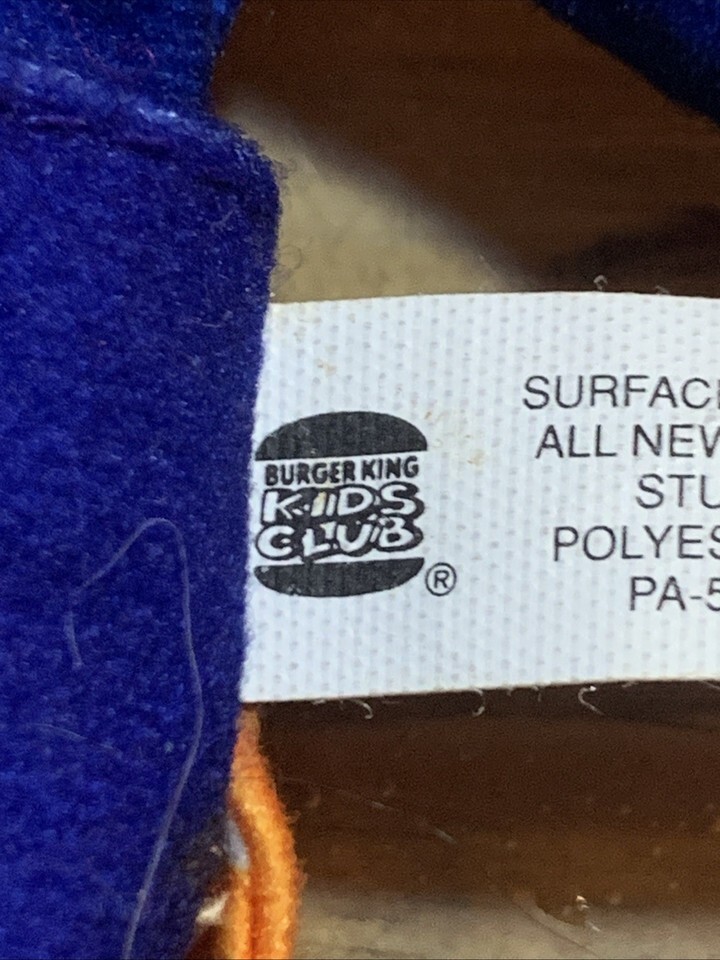 BURGER KING
KIDS
CLUB
®
SURFAC
ALL NEW
STU
POLYES
PA-5